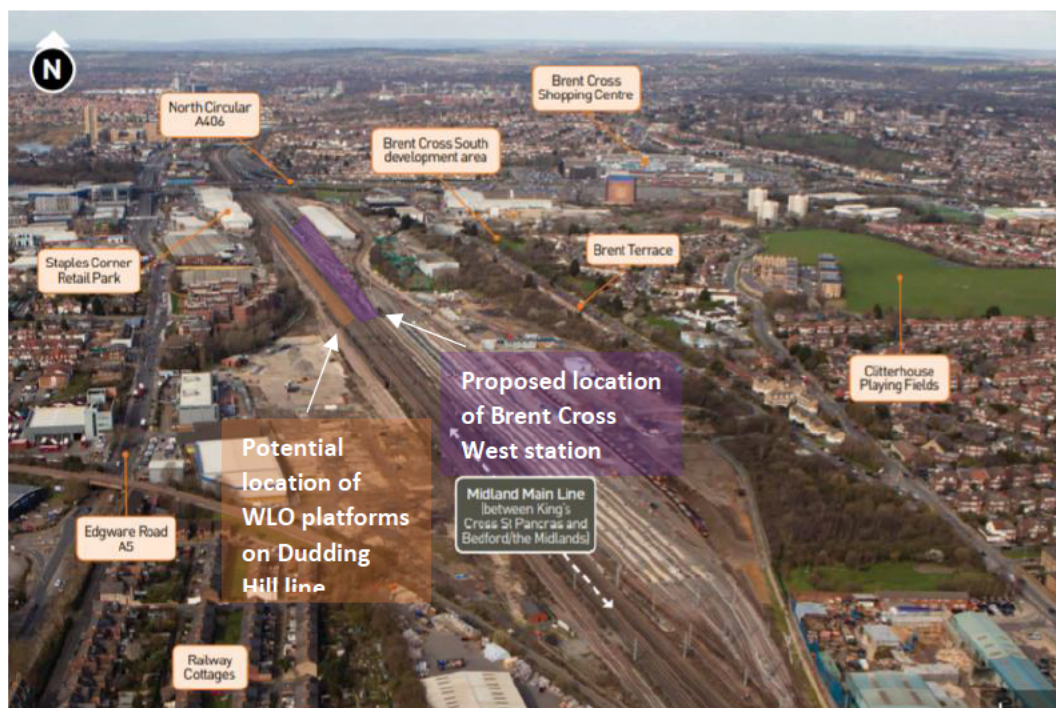 N
North Circular
A406
Brent Cross
Shopping Centre
Brent Cross South
development area
Staples Corner
Retail Park
Brent Terrace
Clitterhouse
Playing Fields
Proposed location
of Brent Cross
West station
Potential
location of
WLO platforms
on Dudding
Hill line
Midland Main Line
(between King's
Cross St Pancras and
Bedford/the Midlands)
Edgware Road
A5
Railway
Cottages